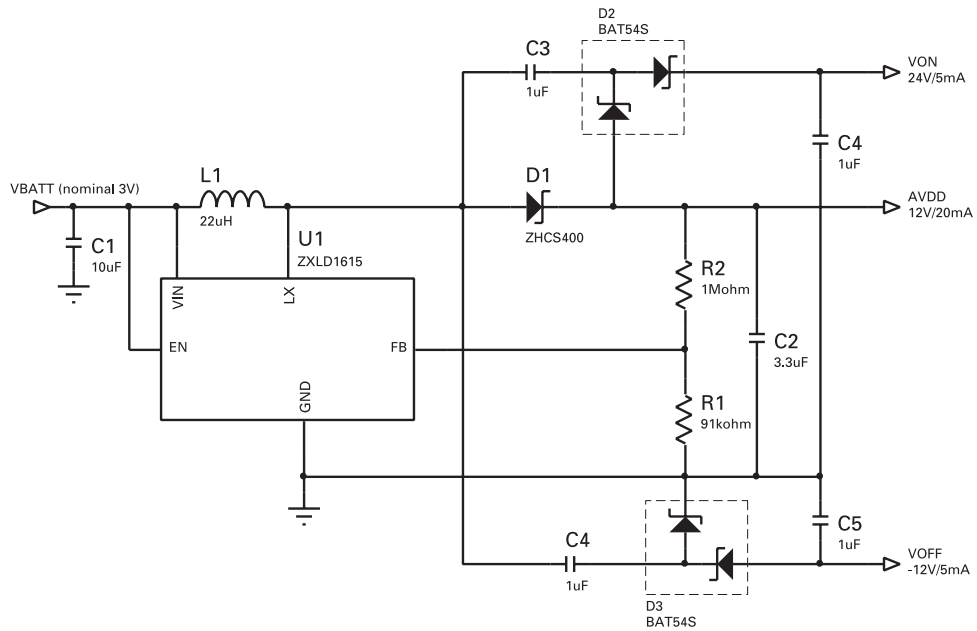 D2
BAT54S
C3
1uF
VON
24V/5mA
C4
1uF
VBATT (nominal 3V)
L1
22uH
D1
ZHCS400
AVDD
12V/20mA
C1
10uF
U1
ZXLD1615
VIN
LX
EN
FB
GND
R2
1Mohm
C2
3.3uF
R1
91kohm
C4
1uF
C5
1uF
VOFF
-12V/5mA
D3
BAT54S